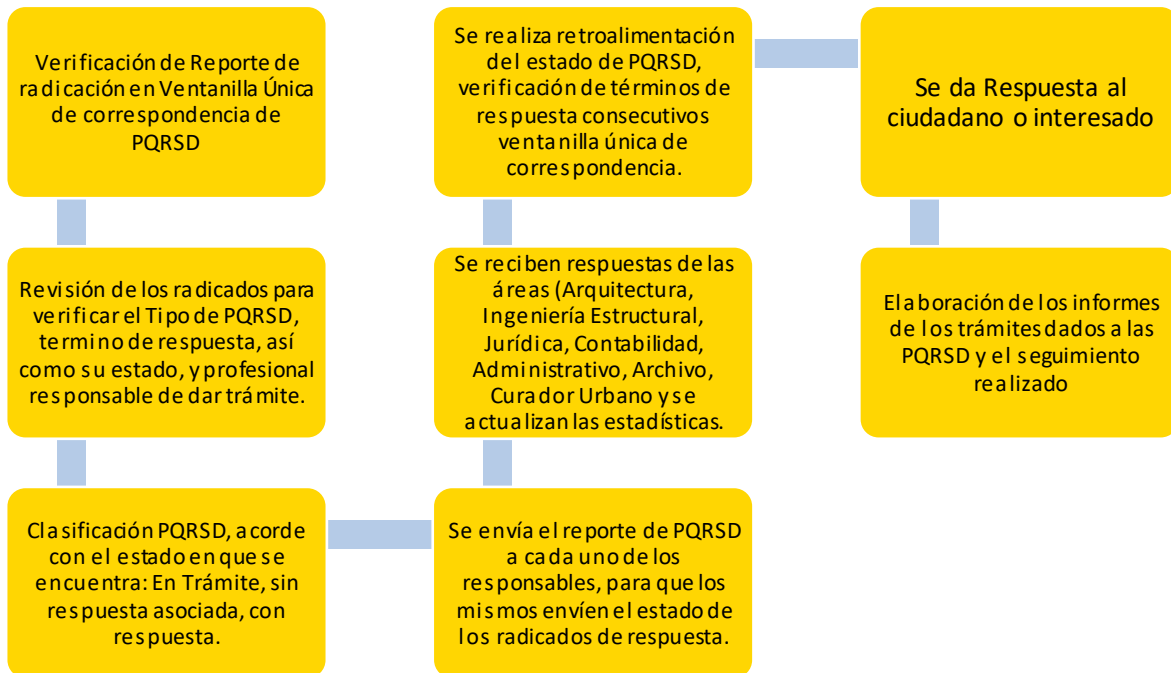 Verificación de Reporte de
radicación en Ventanilla Única
de correspondencia de
PQRSD
Revisión de los radicados para
verificar el Tipo de PQRSD,
termino de respuesta, así
como su estado, y profesional
responsable de dar trámite.
Clasificación PQRSD, acorde
con el estado en que se
encuentra: En Trámite, sin
respuesta asociada, con
respuesta.
Se envía el reporte de PQRSD
a cada uno de los
responsables, para que los
mismos envíen el estado de
los radicados de respuesta.
Se reciben respuestas de las
áreas (Arquitectura,
Ingeniería Estructural,
Jurídica, Contabilidad,
Administrativo, Archivo,
Curador Urbano y se
actualizan las estadísticas.
Se realiza retroalimentación
del estado de PQRSD,
verificación de términos de
respuesta consecutivos
ventanilla única de
correspondencia.
Se da Respuesta al
ciudadano o interesado
Elaboración de los informes
de los trámites dados a las
PQRSD y el seguimiento
realizado